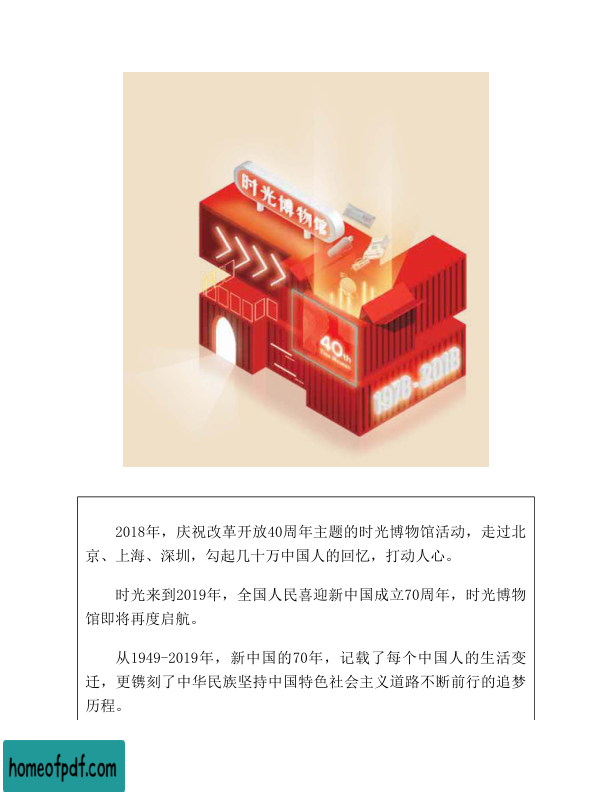 时光博物馆
40th
Time Museum
1978-2018
2018年，庆祝改革开放40周年主题的时光博物馆活动，走过北
京、上海、深圳，勾起几十万中国人的回忆，打动人心。
时光来到2019年，全国人民喜迎新中国成立70周年，时光博物
馆即将再度启航。
从1949-2019年，新中国的70年，记载了每个中国人的生活变
迁，更镌刻了中华民族坚持中国特色社会主义道路不断前行的追梦
历程。
homeofpdf.com